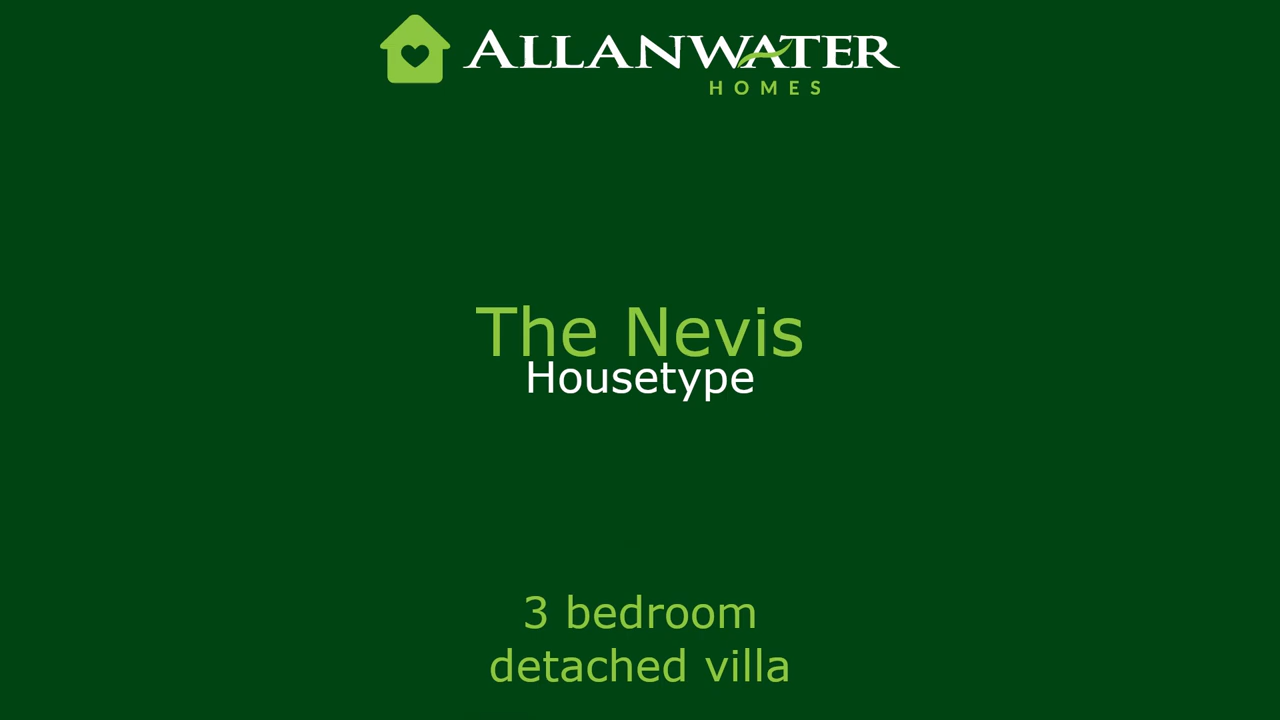 ALLANWATER
HOMES
The Nevis
Housetype
3 bedroom
detached villa